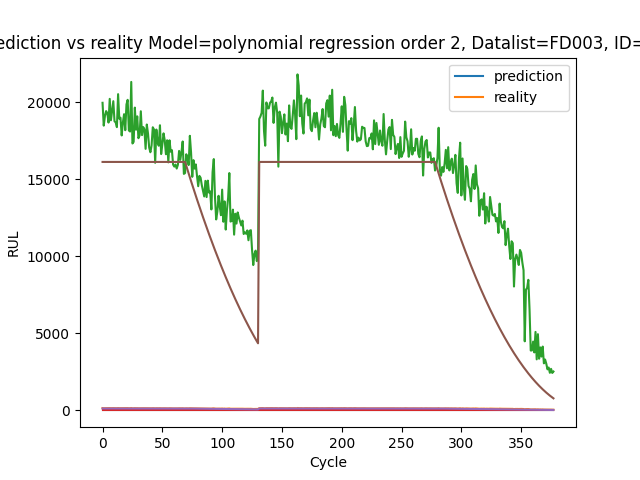 ediction vs reality Model=polynomial regression order 2, Datalist=FD003, ID=
prediction
reality
RUL
20000
15000
10000
5000
0
0 50 100 150 200 250 300 350
Cycle